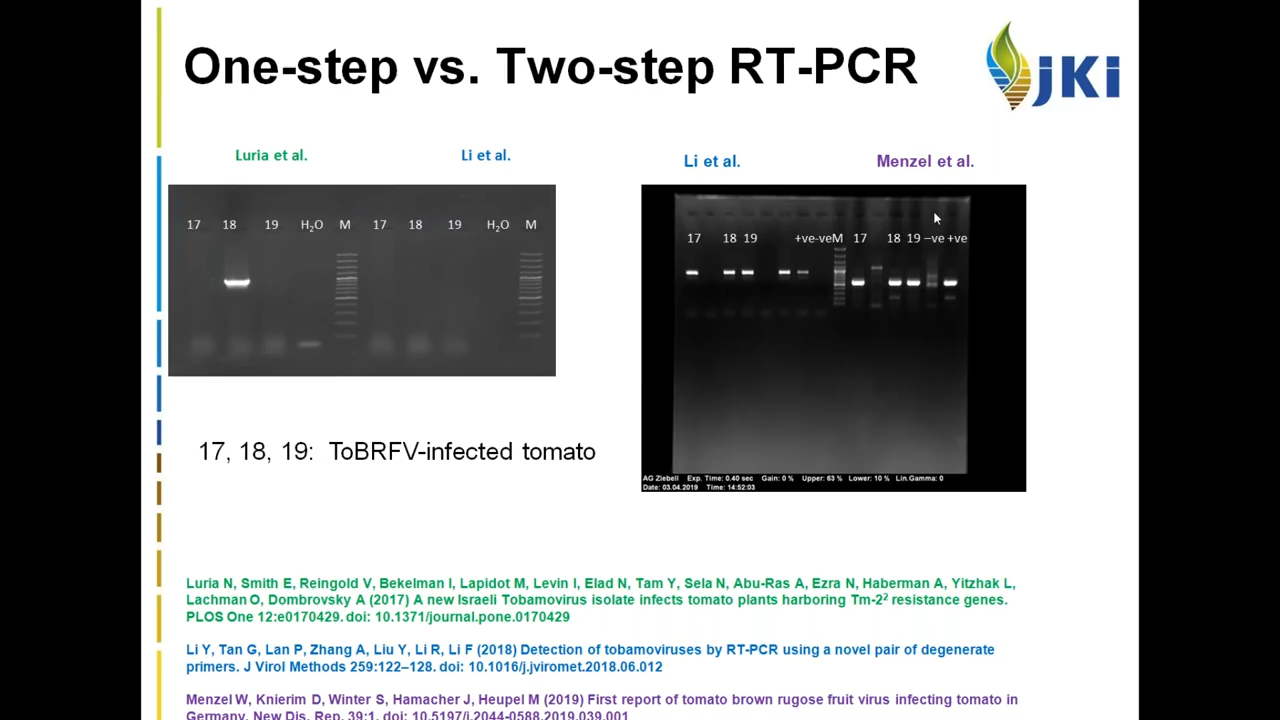 One-step vs. Two-step RT-PCR
JKI
Luria et al.
Li et al.
Li et al.
Menzel et al.
17 18 19 H₂O M 17 18 19 H₂O M
17 18 19 +ve-veM 17 18 19 –ve +ve
17, 18, 19: ToBRFV-infected tomato
AG Ziebell Exp. Time: 0.40 sec Gain: 0 % Upper: 63 % Lower: 10 % Lin.Gamma: 0
Date: 03.04.2019 Time: 14:52:03
Luria N, Smith E, Reingold V, Bekelman I, Lapidot M, Levin I, Elad N, Tam Y, Sela N, Abu-Ras A, Ezra N, Haberman A, Yitzhak L,
Lachman O, Dombrovsky A (2017) A new Israeli Tobamovirus isolate infects tomato plants harboring Tm-2² resistance genes.
PLOS One 12:e0170429. doi: 10.1371/journal.pone.0170429
Li Y, Tan G, Lan P, Zhang A, Liu Y, Li R, Li F (2018) Detection of tobamoviruses by RT-PCR using a novel pair of degenerate
primers. J Virol Methods 259:122–128. doi: 10.1016/j.jviromet.2018.06.012
Menzel W, Knierim D, Winter S, Hamacher J, Heupel M (2019) First report of tomato brown rugose fruit virus infecting tomato in
Germany. New Dis. Rep. 39:1. doi: 10.5197/j.2044-0588.2019.039.001